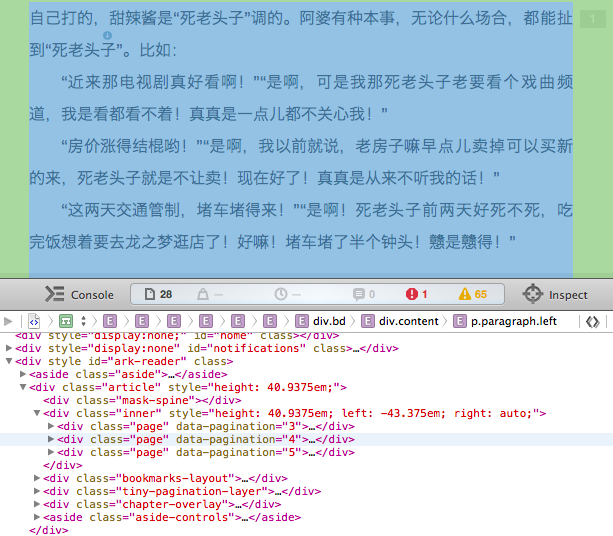 自己打的，甜辣酱是“死老头子”调的。阿婆有种本事，无论什么场合，都能扯
1
到“死老头子”。比如：
“近来那电视剧真好看啊！”“是啊，可是我那死老头子老要看个戏曲频
道，我是看都看不着！真真是一点儿都不关心我！”
“房价涨得结棍哟！”“是啊，我以前就说，老房子嘛早点儿卖掉可以买新
的来，死老头子就是不让卖！现在好了！真真是从来不听我的话！”
“这两天交通管制，堵车堵得来！”“是啊！死老头子前两天好死不死，吃
完饭想着要去龙之梦逛店了！好嘛！堵车堵了半个钟头！戆是戆得！”
Console 28 — — 0 1 65 Inspect
E E E E E E E div.bd E div.content E p.paragraph.left
<div style="display:none;" id="home" class></div>
<div style="display:none" id="notifications" class>…</div>
<div style id="ark-reader" class>
<aside class="aside">…</aside>
<div class="article" style="height: 40.9375em;">
<div class="mask-spine"></div>
<div class="inner" style="height: 40.9375em; left: -43.375em; right: auto;">
<div class="page" data-pagination="3">…</div>
<div class="page" data-pagination="4">…</div>
<div class="page" data-pagination="5">…</div>
</div>
<div class="bookmarks-layout">…</div>
<div class="tiny-pagination-layer">…</div>
<div class="chapter-overlay">…</div>
<aside class="aside-controls">…</aside>
</div>